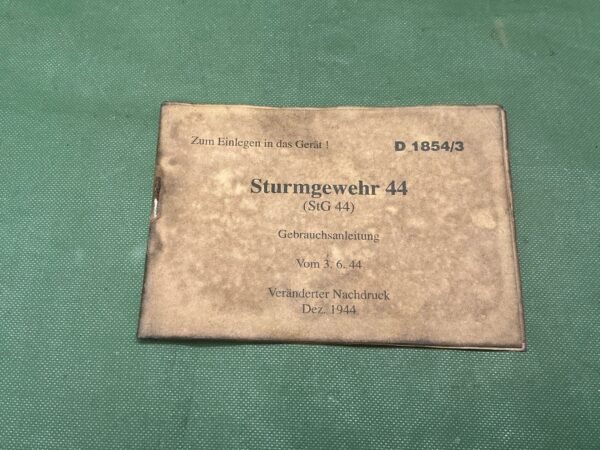 Zum Einlegen in das Gerät !
D 1854/3
Sturmgewehr 44
(StG 44)
Gebrauchsanleitung
Vom 3. 6. 44
Veränderter Nachdruck
Dez. 1944